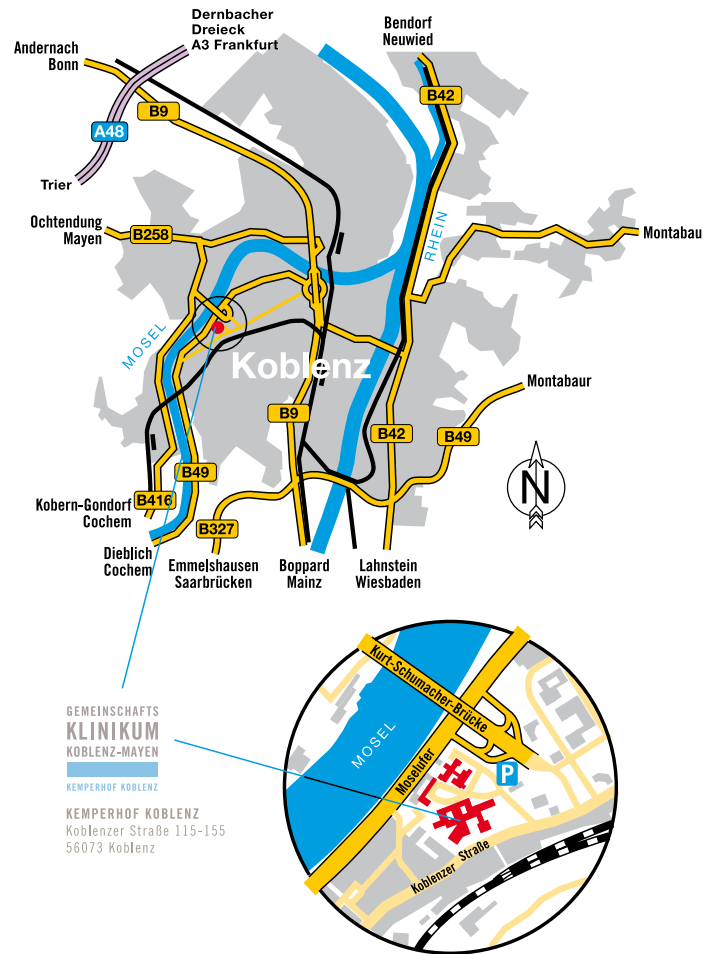 Dernbacher
Dreieck
A3 Frankfurt
Andernach
Bonn
Bendorf
Neuwied
B42
B9
A48
Trier
Ochtendung
Mayen
B258
RHEIN
Montabau
MOSEL
Koblenz
Montabaur
B9
B42
B49
B49
N
Kobern-Gondorf
Cochem
B416
B327
Dieblich
Cochem
Emmelshausen
Saarbrücken
Boppard
Mainz
Lahnstein
Wiesbaden
Kurt-Schumacher-Brücke
MOSEL
Moselufer
P
Koblenzer Straße
GEMEINSCHAFTS
KLINIKUM
KOBLENZ-MAYEN
KEMPERHOF KOBLENZ
KEMPERHOF KOBLENZ
Koblenzer Straße 115-155
56073 Koblenz